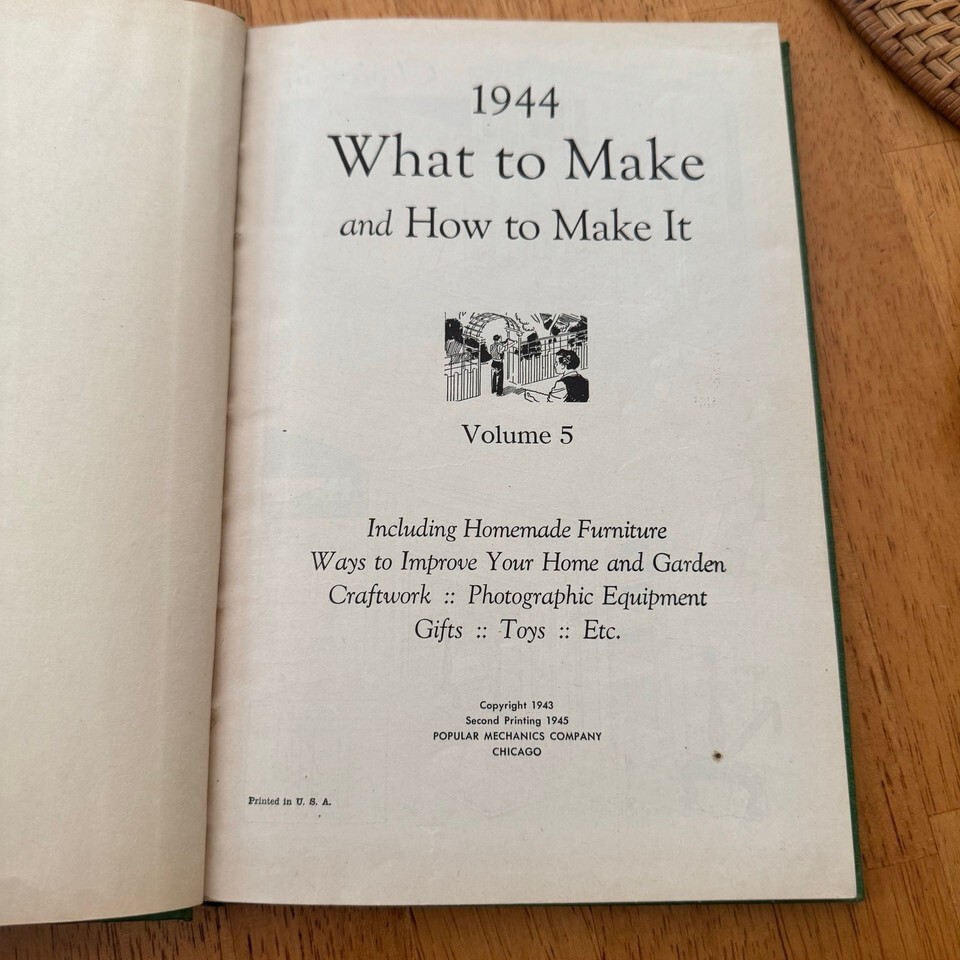 1944
What to Make
and How to Make It
Volume 5
Including Homemade Furniture
Ways to Improve Your Home and Garden
Craftwork :: Photographic Equipment
Gifts :: Toys :: Etc.
Copyright 1943
Second Printing 1945
POPULAR MECHANICS COMPANY
CHICAGO
Printed in U. S. A.